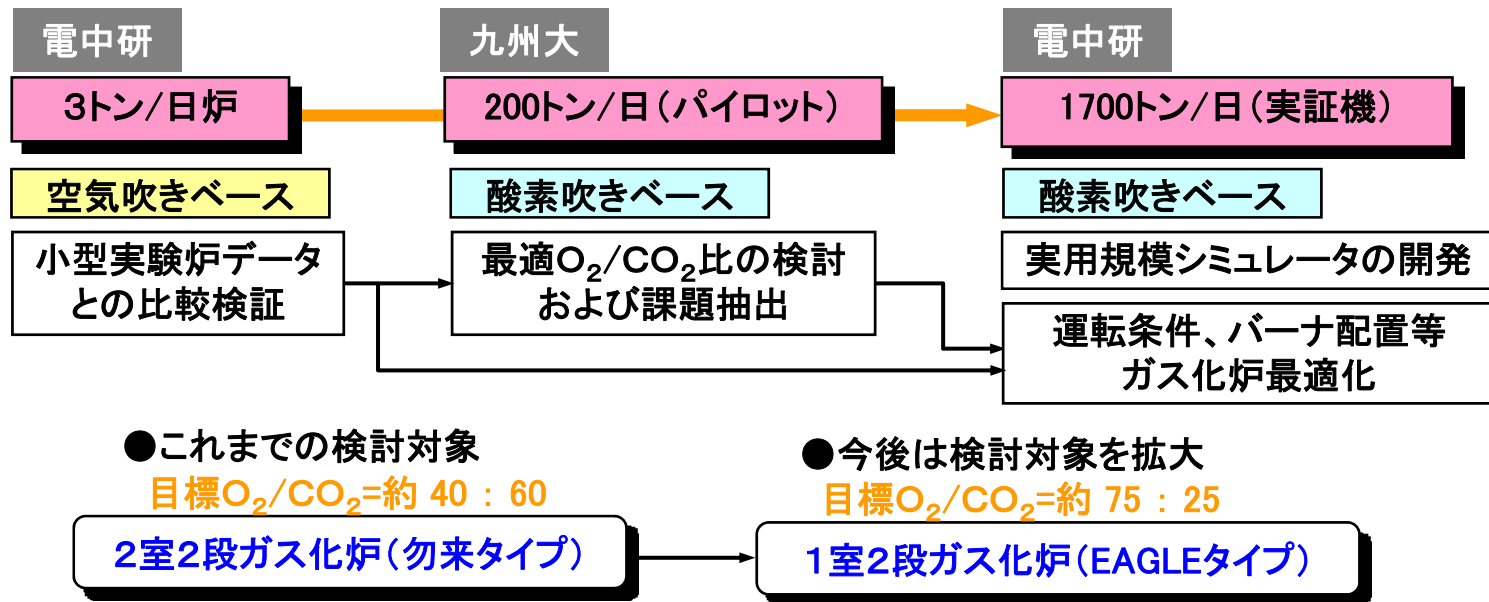 電中研
3トン/日炉
空気吹きベース
小型実験炉データ
との比較検証
九州大
200トン/日(パイロット)
酸素吹きベース
最適O₂/CO₂比の検討
および課題抽出
電中研
1700トン/日(実証機)
酸素吹きベース
実用規模シミュレータの開発
運転条件、バーナ配置等
ガス化炉最適化
●これまでの検討対象
目標O₂/CO₂=約 40:60
2室2段ガス化炉(勿来タイプ)
●今後は検討対象を拡大
目標O₂/CO₂=約 75:25
1室2段ガス化炉(EAGLEタイプ)